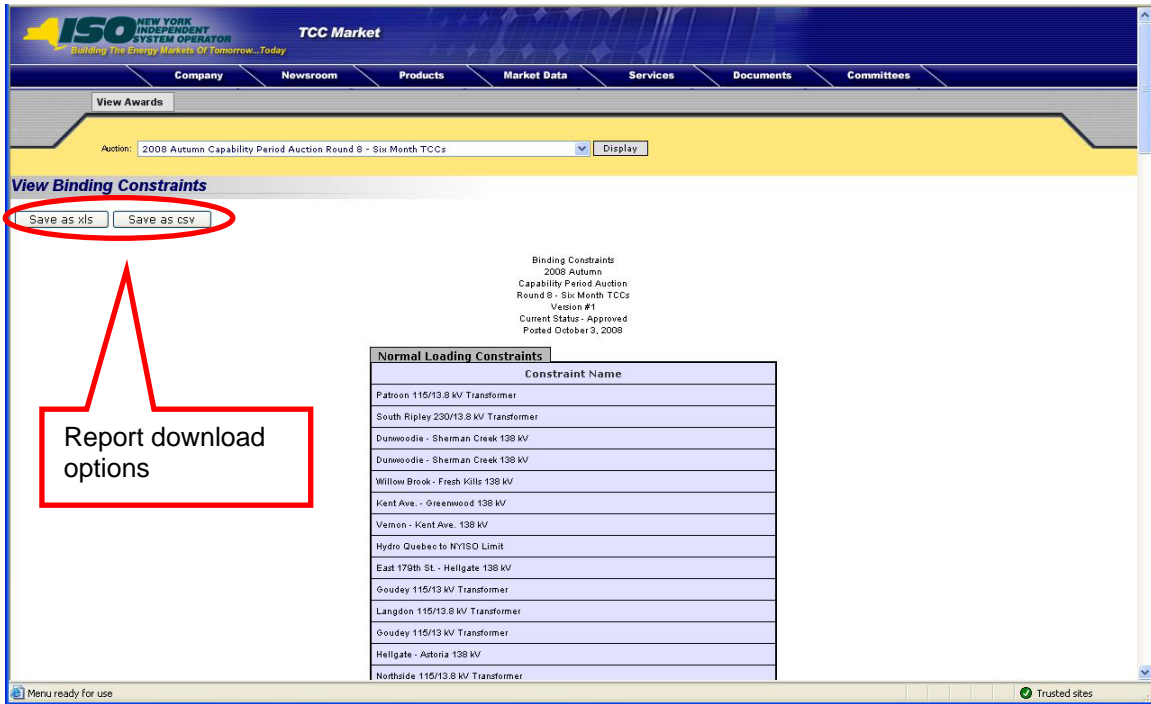 ISO NEW YORK
INDEPENDENT
SYSTEM OPERATOR
Building The Energy Markets Of Tomorrow...Today
TCC Market
Company Newsroom Products Market Data Services Documents Committees
View Awards
Auction: 2008 Autumn Capability Period Auction Round 8 - Six Month TCCs Display
View Binding Constraints
Save as xls Save as csv
Binding Constraints
2008 Autumn
Capability Period Auction
Round 8 - Six Month TCCs
Version #1
Current Status - Approved
Posted October 3, 2008
Normal Loading Constraints
Constraint Name
Patroon 115/13.8 kV Transformer
South Ripley 230/13.8 kV Transformer
Dunwoodie - Sherman Creek 138 kV
Dunwoodie - Sherman Creek 138 kV
Willow Brook - Fresh Kills 138 kV
Kent Ave. - Greenwood 138 kV
Vernon - Kent Ave. 138 kV
Hydro Quebec to NYISO Limit
East 179th St. - Hellgate 138 kV
Goudey 115/13 kV Transformer
Langdon 115/13.8 kV Transformer
Goudey 115/13 kV Transformer
Hellgate - Astoria 138 kV
Northside 115/13.8 kV Transformer
Report download
options
Menu ready for use
Trusted sites